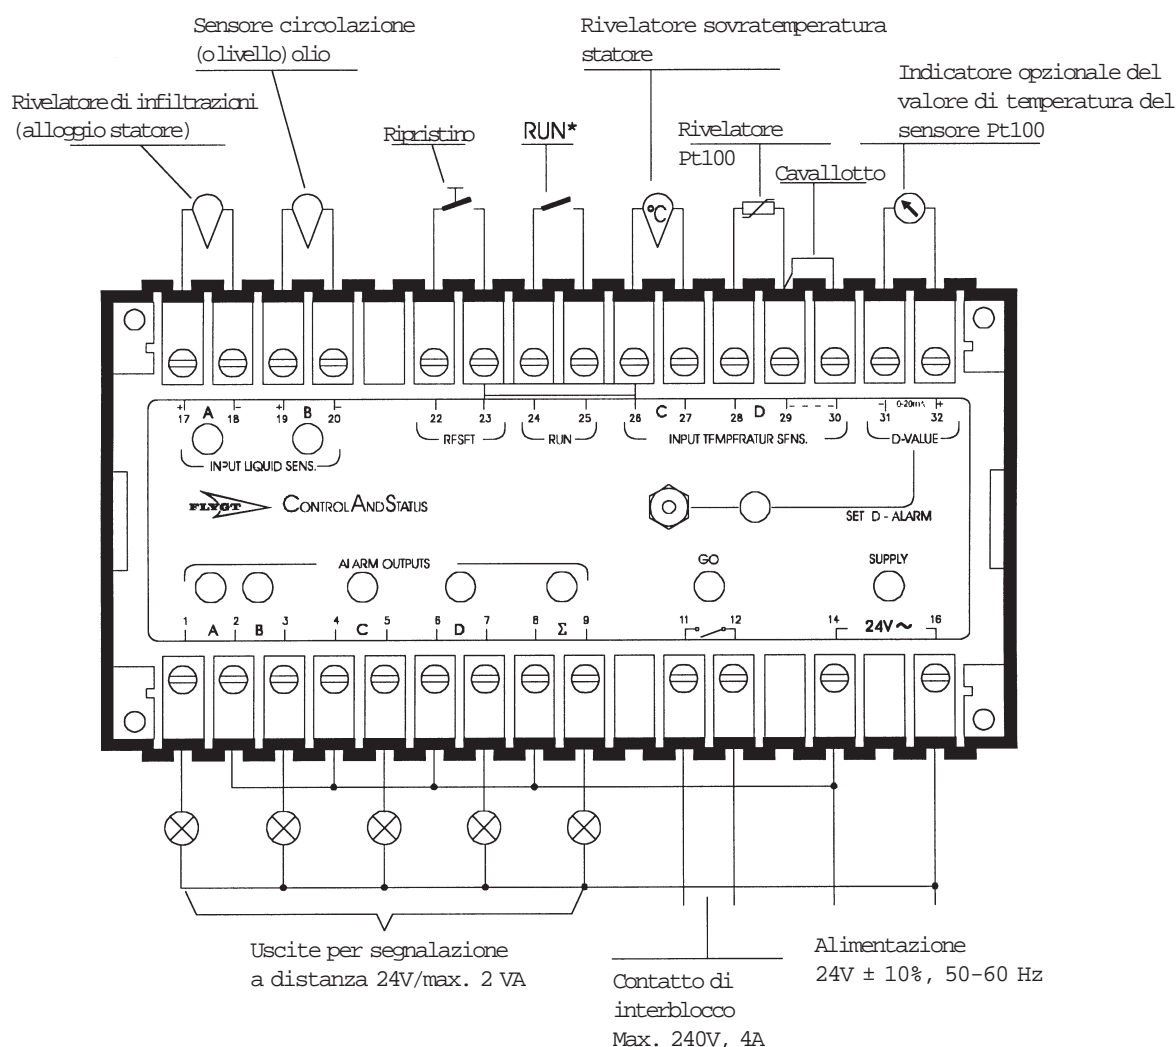 Sensore circolazione
(o livello) olio
Rivelatore sovratemperatura
statore
Indicatore opzionale del
valore di temperatura del
sensore Pt100
Rivelatore di infiltrazioni
(alloggio statore)
Ripristino
RUN*
Rivelatore
Pt100
Cavallotto
°C
+ A - + B - C D - 0-20mA +
17 18 19 20 22 23 24 25 26 27 28 29 30 31 32
RESET RUN INPUT TEMPERATUR SENS. D-VALUE
INPUT LIQUID SENS.
FLYGT CONTROL AND STATUS
SET D - ALARM
ALARM OUTPUTS GO SUPPLY
1 2 3 4 5 6 7 8 9 11 12 14 24V ~ 16
A B C D Σ
Uscite per segnalazione
a distanza 24V/max. 2 VA
Contatto di
interblocco
Max. 240V, 4A
Alimentazione
24V ± 10%, 50-60 Hz